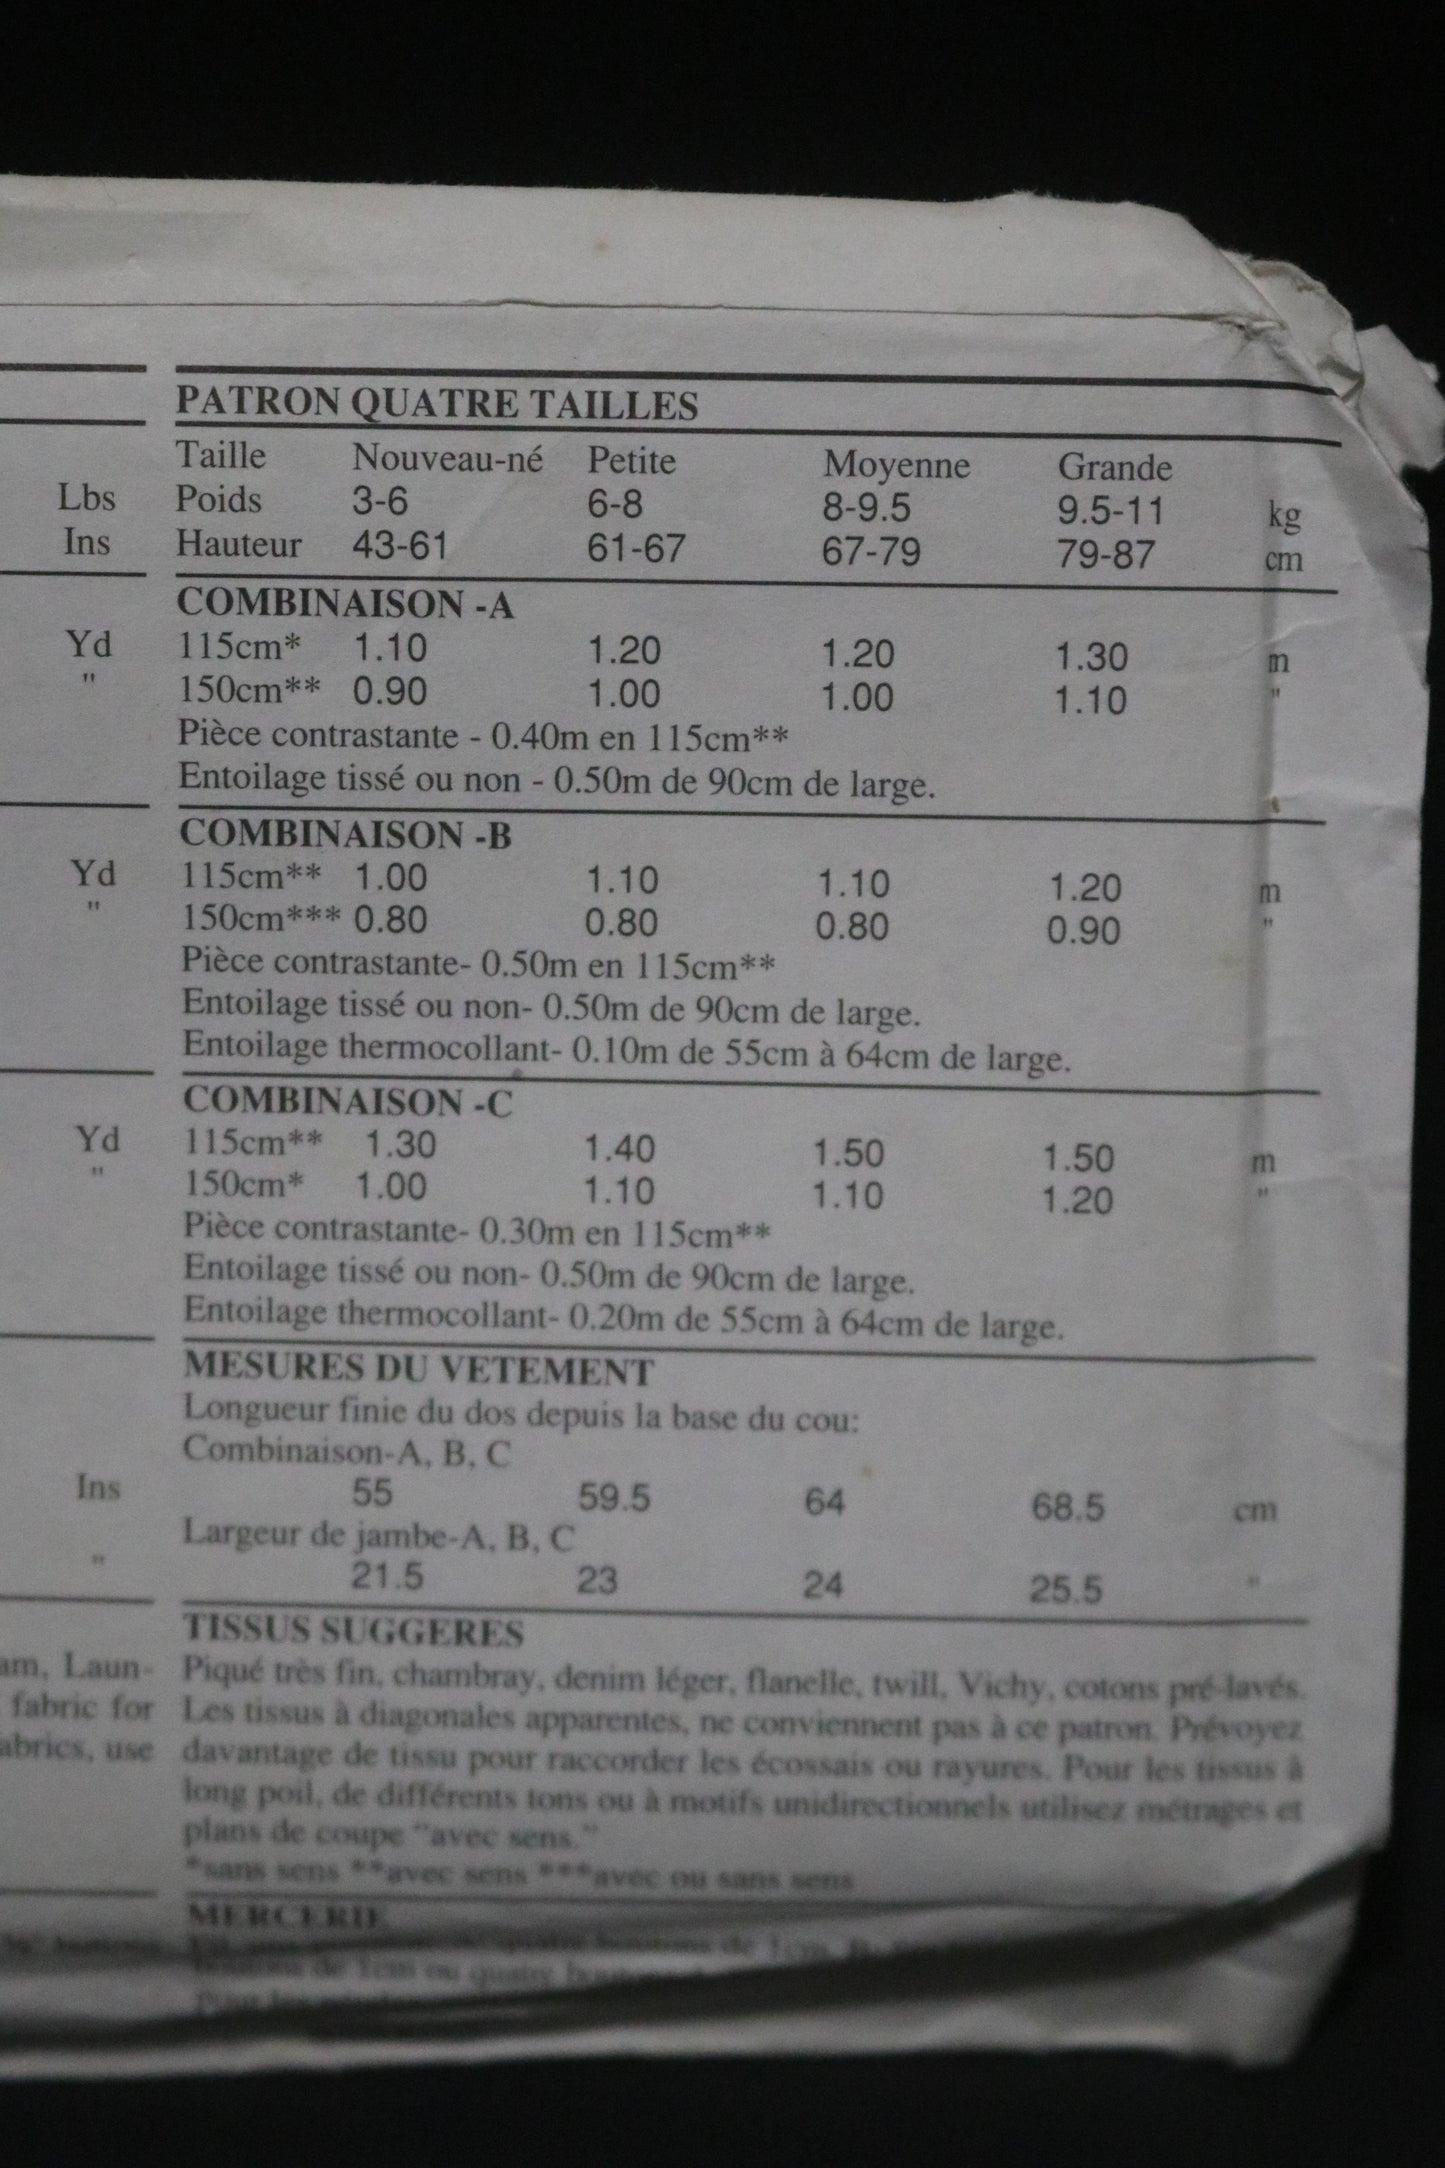 PATRON QUATRE TAILLES
Taille Nouveau-né Petite Moyenne Grande
Lbs Poids 3-6 6-8 8-9.5 9.5-11 kg
Ins Hauteur 43-61 61-67 67-79 79-87 cm
COMBINAISON -A
Yd 115cm* 1.10 1.20 1.20 1.30 m
" 150cm** 0.90 1.00 1.00 1.10 "
Pièce contrastante - 0.40m en 115cm**
Entoilage tissé ou non - 0.50m de 90cm de large.
COMBINAISON -B
Yd 115cm** 1.00 1.10 1.10 1.20 m
" 150cm*** 0.80 0.80 0.80 0.90 "
Pièce contrastante- 0.50m en 115cm**
Entoilage tissé ou non- 0.50m de 90cm de large.
Entoilage thermocollant- 0.10m de 55cm à 64cm de large.
COMBINAISON -C
Yd 115cm** 1.30 1.40 1.50 1.50 m
" 150cm* 1.00 1.10 1.10 1.20 "
Pièce contrastante- 0.30m en 115cm**
Entoilage tissé ou non- 0.50m de 90cm de large.
Entoilage thermocollant- 0.20m de 55cm à 64cm de large.
MESURES DU VETEMENT
Longueur finie du dos depuis la base du cou:
Combinaison-A, B, C
Ins 55 59.5 64 68.5 cm
Largeur de jambe-A, B, C
" 21.5 23 24 25.5 "
TISSUS SUGGERES
am, Laun- Piqué très fin, chambray, denim léger, flanelle, twill, Vichy, cotons pré-lavés.
fabric for Les tissus à diagonales apparentes, ne conviennent pas à ce patron. Prévoyez
abrics, use davantage de tissu pour raccorder les écossais ou rayures. Pour les tissus à
long poil, de différents tons ou à motifs unidirectionnels utilisez métrages et
plans de coupe "avec sens."
*sans sens **avec sens ***avec ou sans sens
MERCERIE
quatre boutons de 1cm,
boutons de 1cm ou quatre